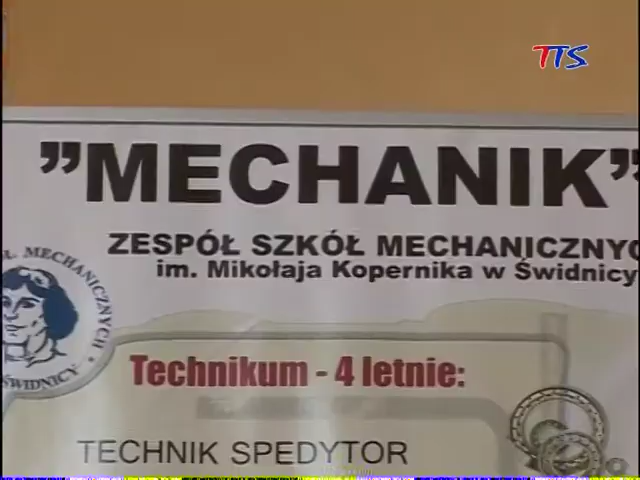 TTS
"MECHANIK"
ZESPÓŁ SZKÓŁ MECHANICZNYC
im. Mikołaja Kopernika w Świdnicy
MECHANICZNYCH
ŚWIDNICY
Technikum - 4 letnie:
TECHNIK SPEDYTOR